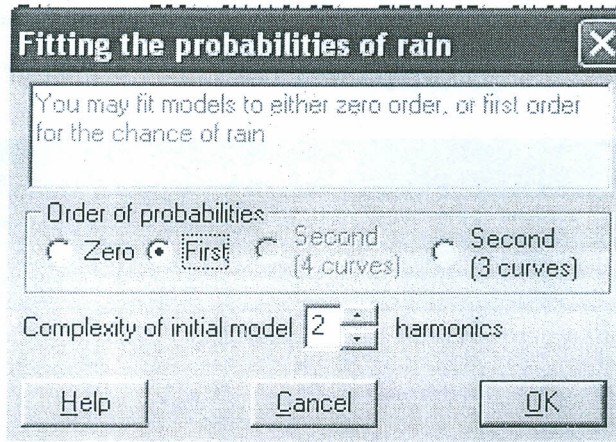 Fitting the probabilities of rain
You may fit models to either zero order, or first order
for the chance of rain
Order of probabilities
Zero First Second (4 curves) Second (3 curves)
Complexity of initial model 2 harmonics
Help Cancel OK